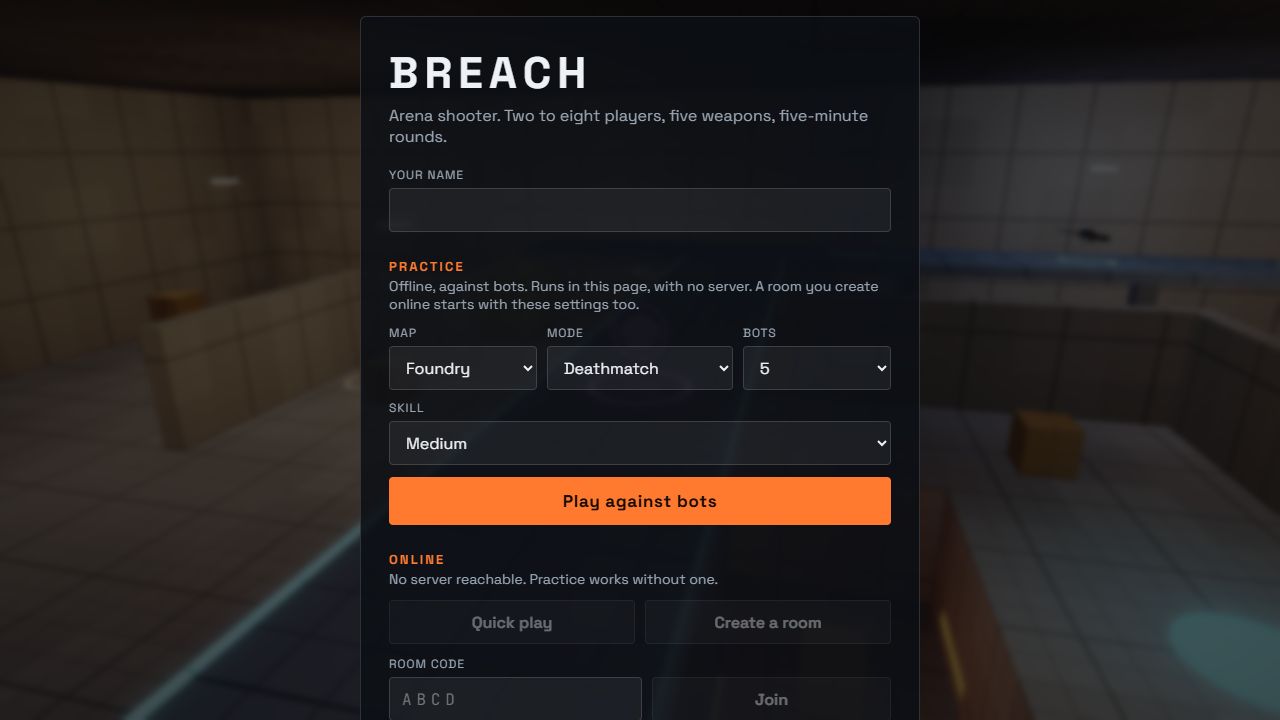 BREACH
Arena shooter. Two to eight players, five weapons, five-minute
rounds.
YOUR NAME
PRACTICE
Offline, against bots. Runs in this page, with no server. A room you create
online starts with these settings too.
MAP MODE BOTS
Foundry Deathmatch 5
SKILL
Medium
Play against bots
ONLINE
No server reachable. Practice works without one.
Quick play Create a room
ROOM CODE
ABCD Join